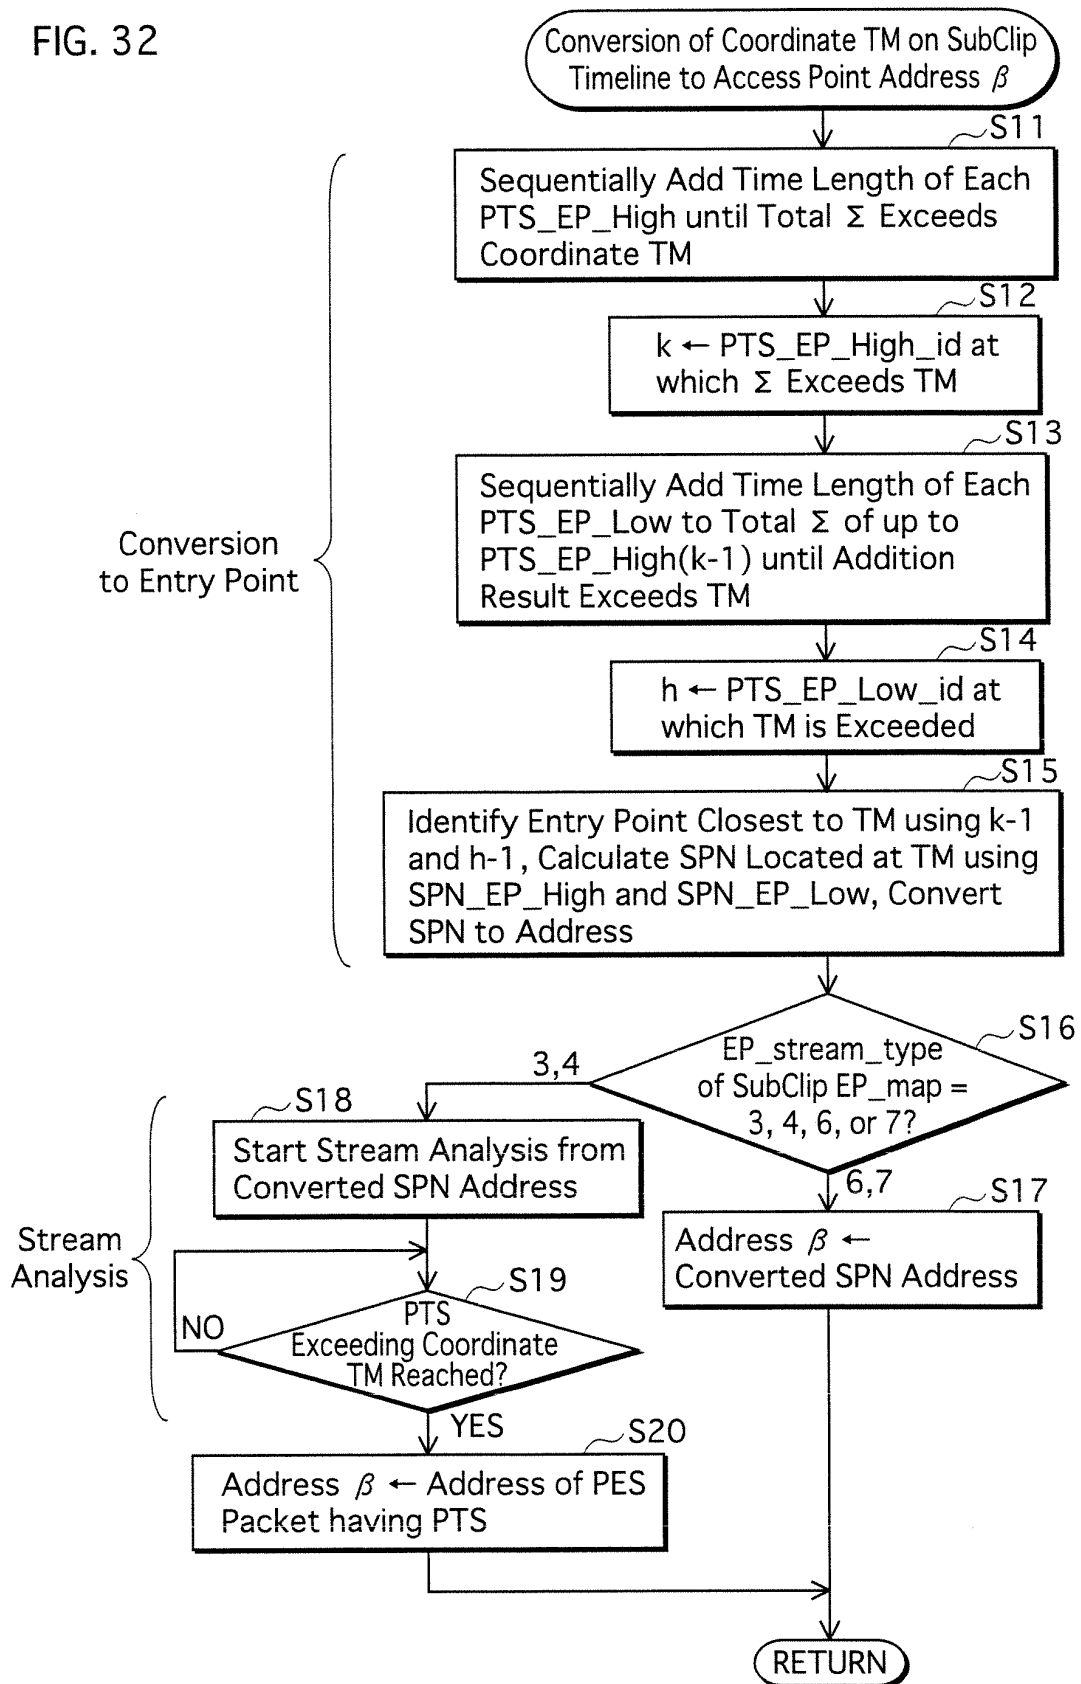 FIG. 32
Conversion of Coordinate TM on SubClip
Timeline to Access Point Address β
S11
Sequentially Add Time Length of Each
PTS_EP_High until Total Σ Exceeds
Coordinate TM
S12
k ← PTS_EP_High_id at
which Σ Exceeds TM
S13
Sequentially Add Time Length of Each
PTS_EP_Low to Total Σ of up to
PTS_EP_High(k-1) until Addition
Result Exceeds TM
Conversion
to Entry Point
S14
h ← PTS_EP_Low_id at
which TM is Exceeded
S15
Identify Entry Point Closest to TM using k-1
and h-1, Calculate SPN Located at TM using
SPN_EP_High and SPN_EP_Low, Convert
SPN to Address
S16
EP_stream_type
of SubClip EP_map =
3, 4, 6, or 7?
3,4
6,7
S18
Start Stream Analysis from
Converted SPN Address
S17
Address β ←
Converted SPN Address
Stream
Analysis
S19
PTS
Exceeding Coordinate
TM Reached?
NO
YES
S20
Address β ← Address of PES
Packet having PTS
RETURN